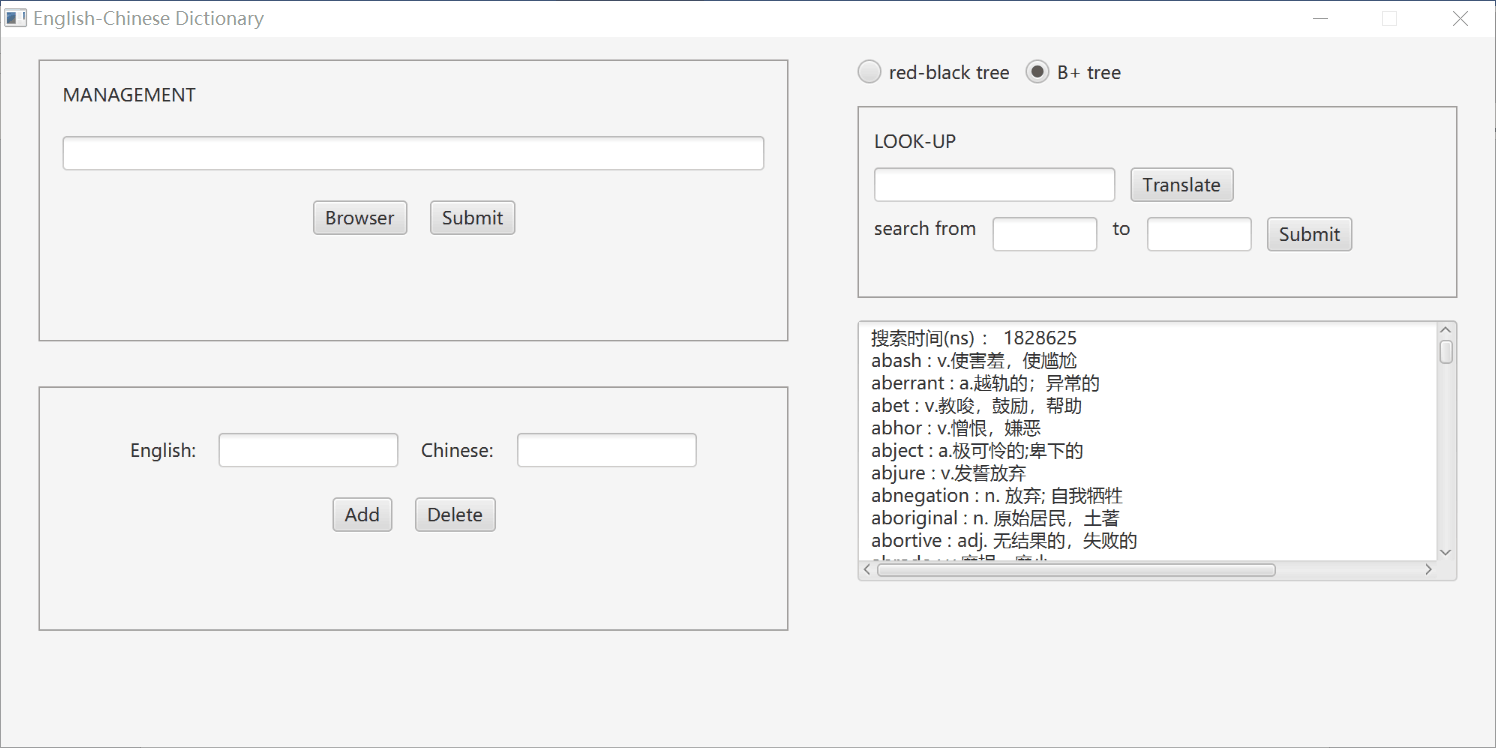 English-Chinese Dictionary
MANAGEMENT
Browser Submit
English: Chinese:
Add Delete
red-black tree B+ tree
LOOK-UP
Translate
search from to Submit
搜索时间(ns) : 1828625
abash : v.使害羞，使尴尬
aberrant : a.越轨的；异常的
abet : v.教唆，鼓励，帮助
abhor : v.憎恨，嫌恶
abject : a.极可怜的;卑下的
abjure : v.发誓放弃
abnegation : n. 放弃; 自我牺牲
aboriginal : n. 原始居民，土著
abortive : adj. 无结果的，失败的